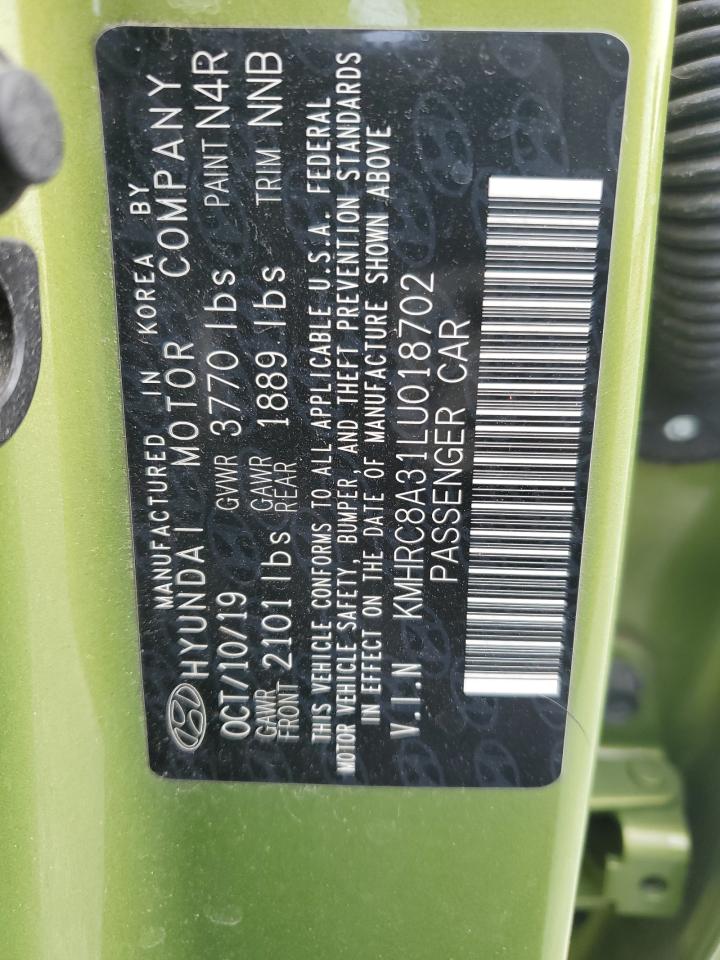 MANUFACTURED IN KOREA BY
HYUNDAI MOTOR COMPANY
OCT/10/19 GVWR 3770 lbs PAINT N4R
GAWR FRONT 2101 lbs GAWR REAR 1889 lbs TRIM NNB
THIS VEHICLE CONFORMS TO ALL APPLICABLE U.S.A. FEDERAL
MOTOR VEHICLE SAFETY, BUMPER, AND THEFT PREVENTION STANDARDS
IN EFFECT ON THE DATE OF MANUFACTURE SHOWN ABOVE
V.I.N KMHRC8A31LU018702
PASSENGER CAR